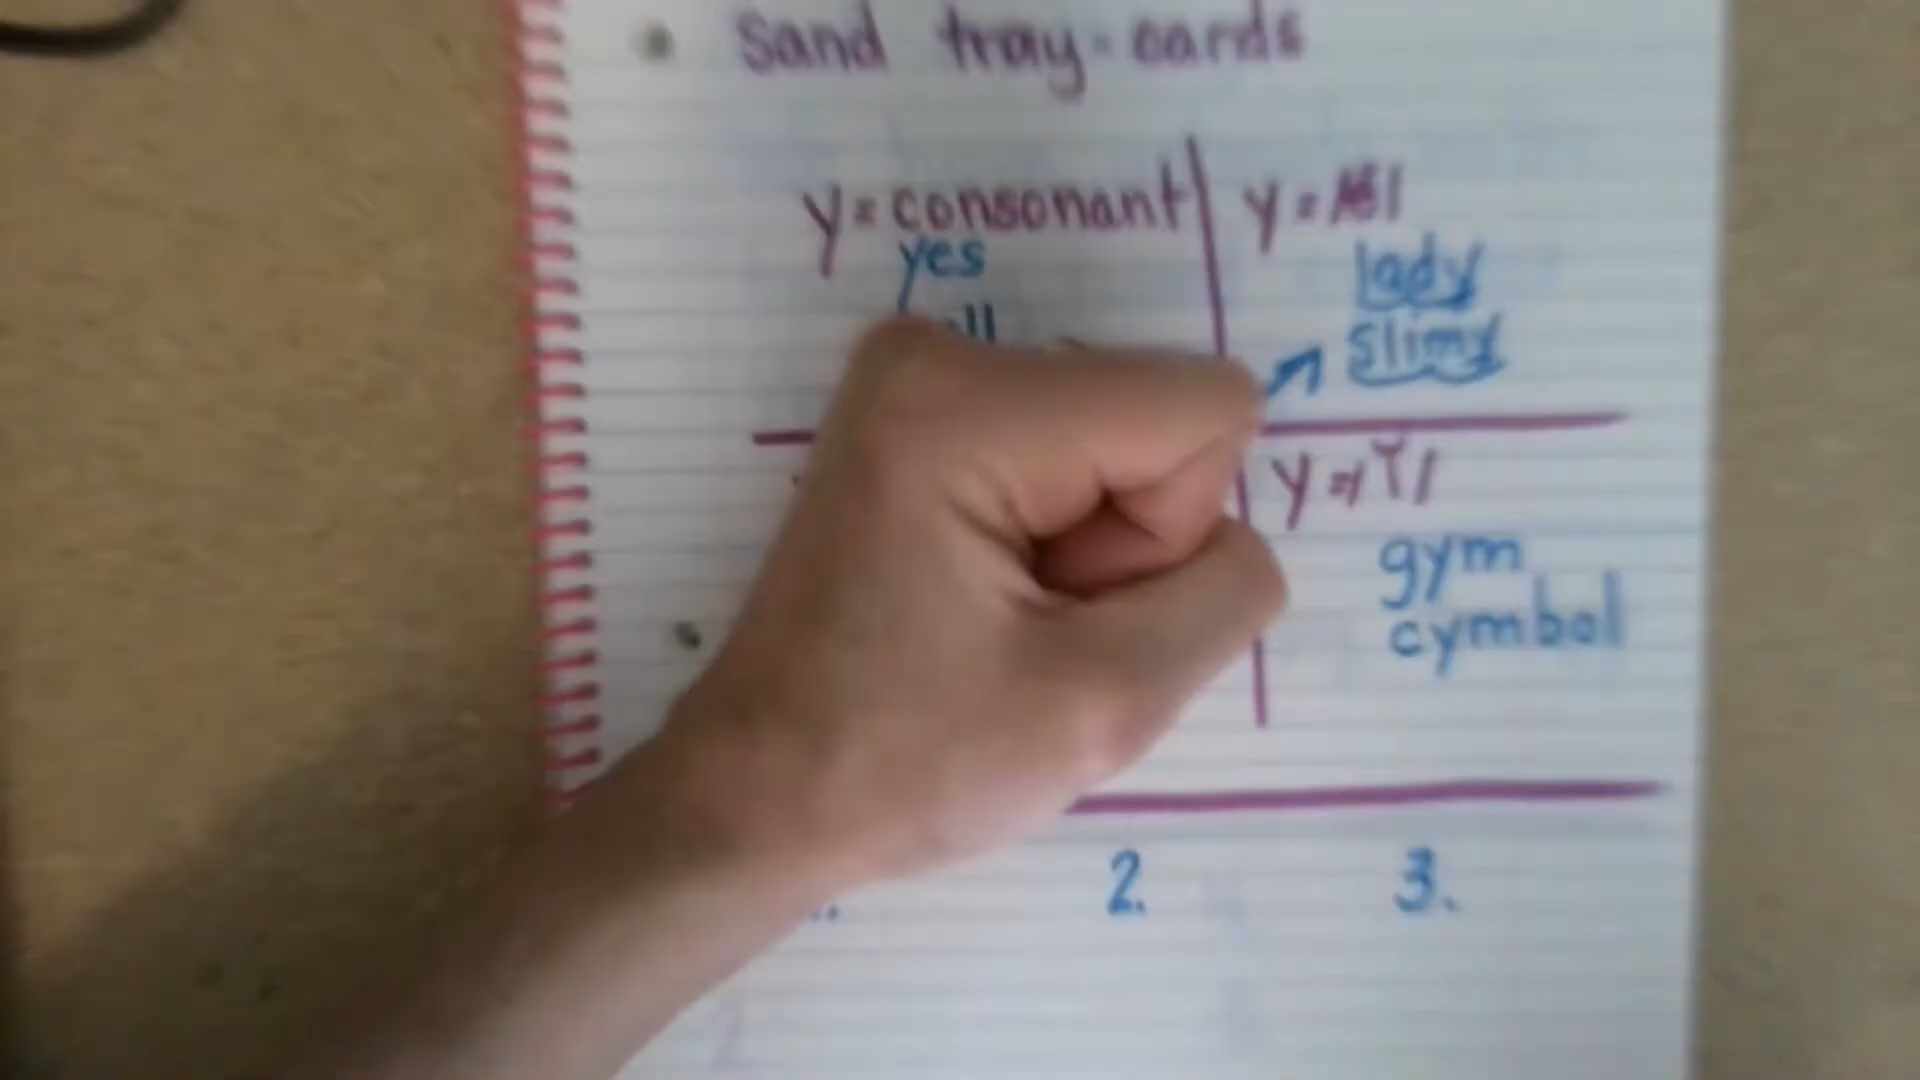 • Sand tray - cards
y = consonant
yes
y =
lady
slimy
y = /Y̆/
gym
cymbal
2.
3.